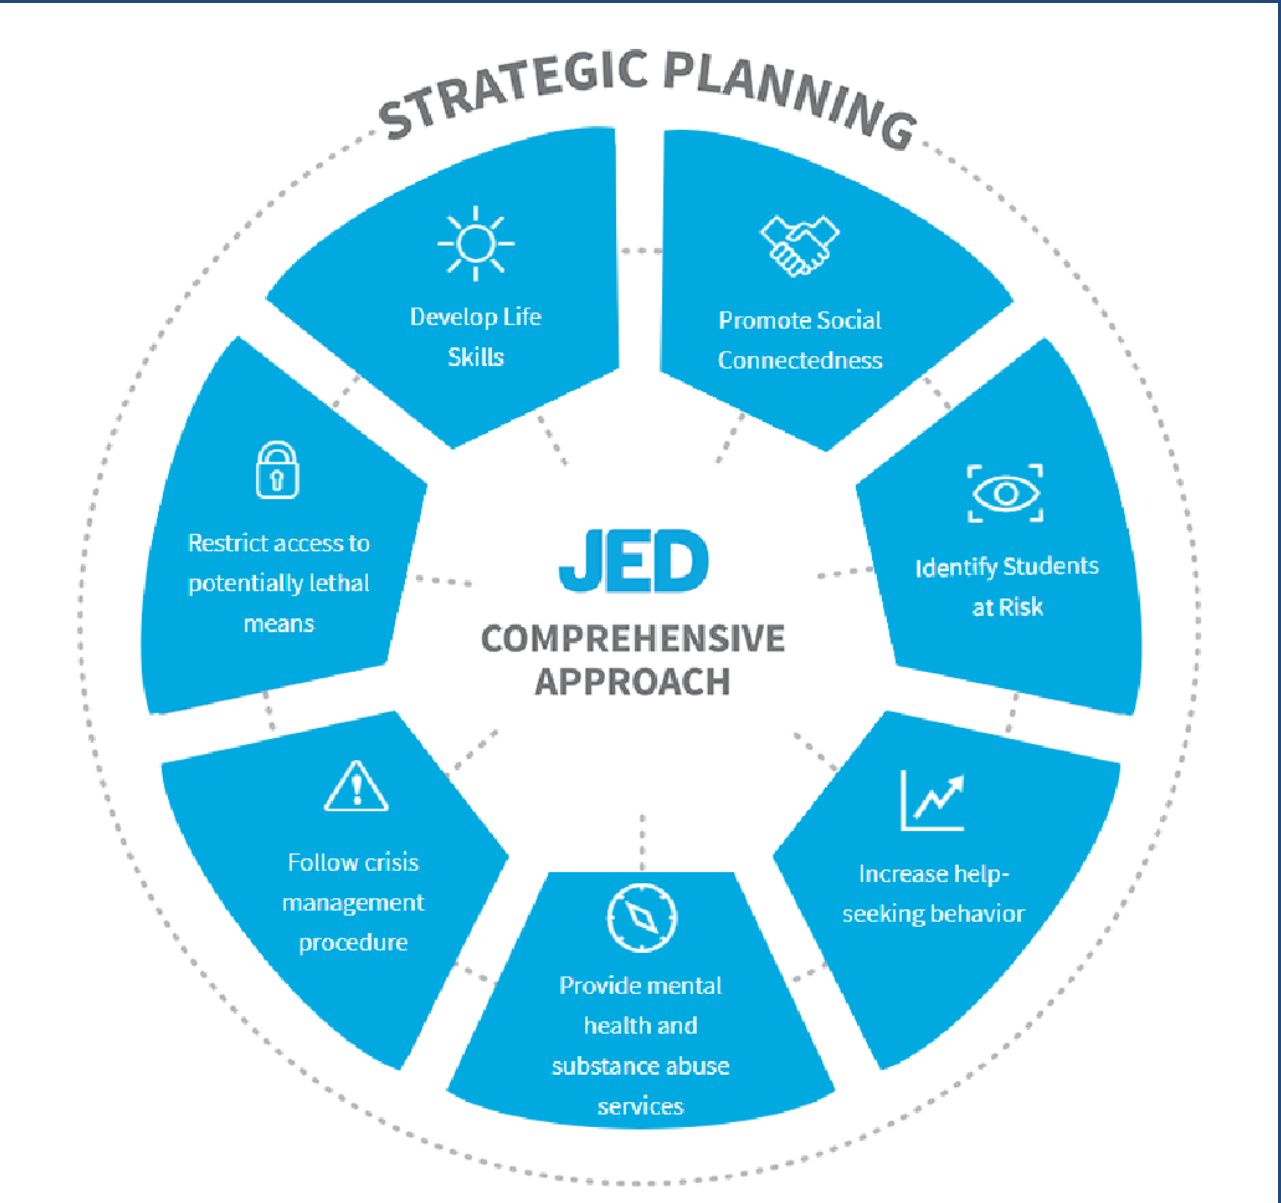 STRATEGIC PLANNING
Develop Life
Skills
Promote Social
Connectedness
Identify Students
at Risk
Increase help-
seeking behavior
Provide mental
health and
substance abuse
services
Follow crisis
management
procedure
Restrict access to
potentially lethal
means
JED
COMPREHENSIVE
APPROACH